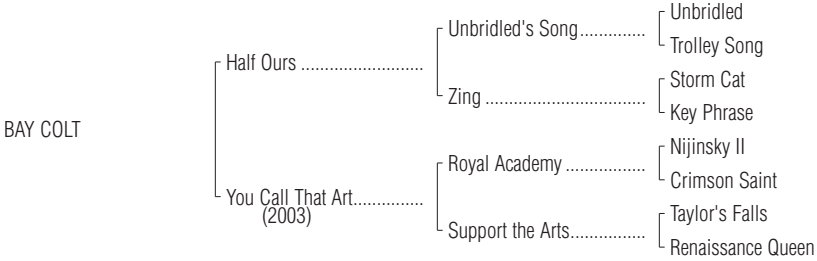 Unbridled
Unbridled's Song..............
Trolley Song
Half Ours ..........................
Storm Cat
Zing ..................................
Key Phrase
BAY COLT
Nijinsky II
Royal Academy .................
Crimson Saint
You Call That Art...............
(2003)
Taylor's Falls
Support the Arts................
Renaissance Queen